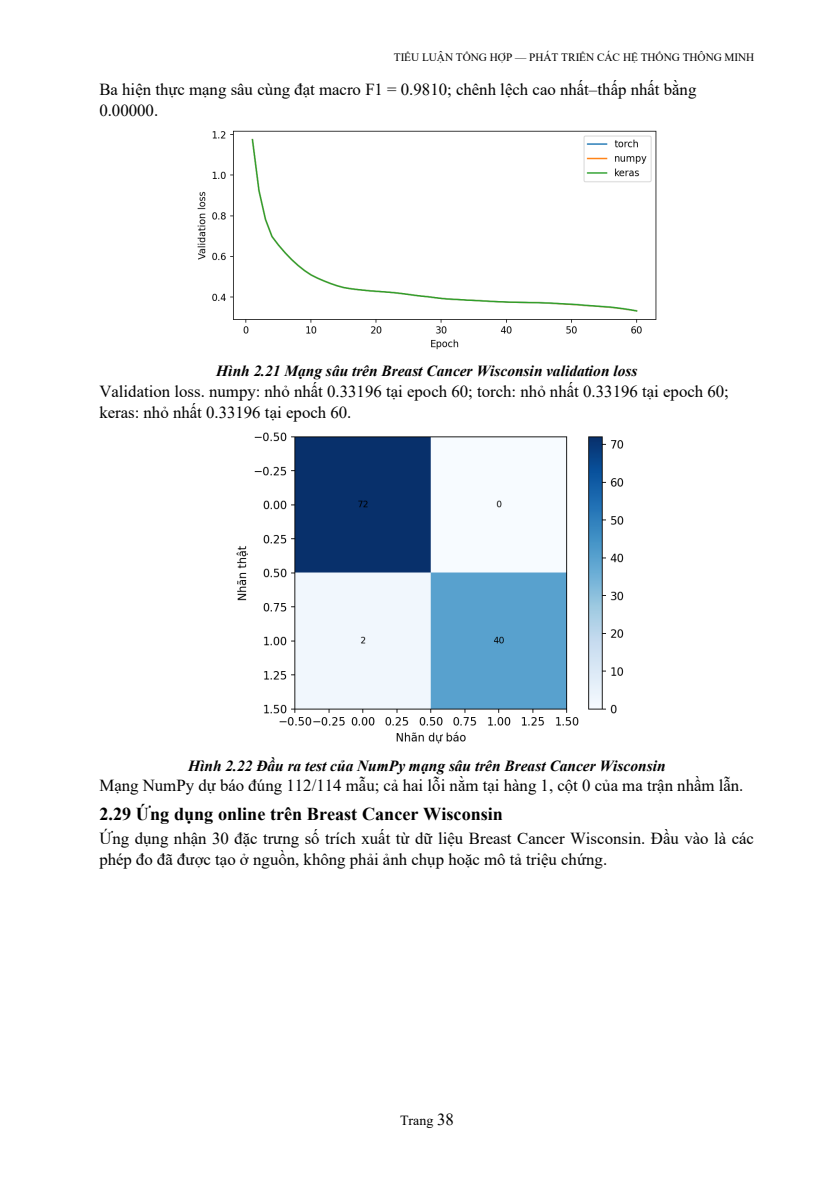 TIỂU LUẬN TỔNG HỢP — PHÁT TRIỂN CÁC HỆ THỐNG THÔNG MINH
Ba hiện thực mạng sâu cùng đạt macro F1 = 0.9810; chênh lệch cao nhất–thấp nhất bằng
0.00000.
1.2
1.0
0.8
0.6
0.4
Validation loss
torch
numpy
keras
0 10 20 30 40 50 60
Epoch
Hình 2.21 Mạng sâu trên Breast Cancer Wisconsin validation loss
Validation loss. numpy: nhỏ nhất 0.33196 tại epoch 60; torch: nhỏ nhất 0.33196 tại epoch 60;
keras: nhỏ nhất 0.33196 tại epoch 60.
−0.50
−0.25
0.00
0.25
0.50
0.75
1.00
1.25
1.50
Nhãn thật
72 0
2 40
−0.50 −0.25 0.00 0.25 0.50 0.75 1.00 1.25 1.50
Nhãn dự báo
70
60
50
40
30
20
10
0
Hình 2.22 Đầu ra test của NumPy mạng sâu trên Breast Cancer Wisconsin
Mạng NumPy dự báo đúng 112/114 mẫu; cả hai lỗi nằm tại hàng 1, cột 0 của ma trận nhầm lẫn.
2.29 Ứng dụng online trên Breast Cancer Wisconsin
Ứng dụng nhận 30 đặc trưng số trích xuất từ dữ liệu Breast Cancer Wisconsin. Đầu vào là các
phép đo đã được tạo ở nguồn, không phải ảnh chụp hoặc mô tả triệu chứng.
Trang 38